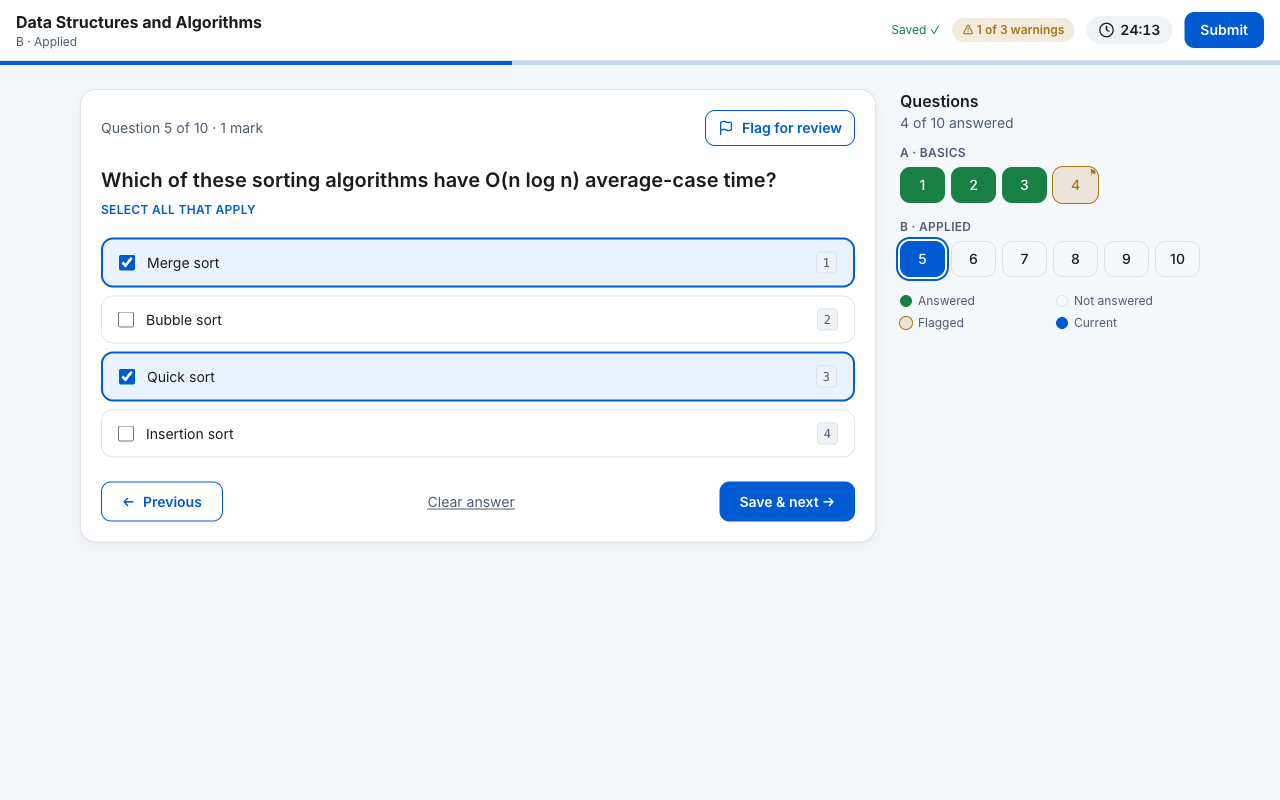 Data Structures and Algorithms
B · Applied
Saved ✓
1 of 3 warnings
24:13
Submit
Question 5 of 10 · 1 mark
Flag for review
Which of these sorting algorithms have O(n log n) average-case time?
SELECT ALL THAT APPLY
Merge sort 1
Bubble sort 2
Quick sort 3
Insertion sort 4
← Previous
Clear answer
Save & next →
Questions
4 of 10 answered
A · BASICS
1 2 3 4
B · APPLIED
5 6 7 8 9 10
Answered Not answered
Flagged Current